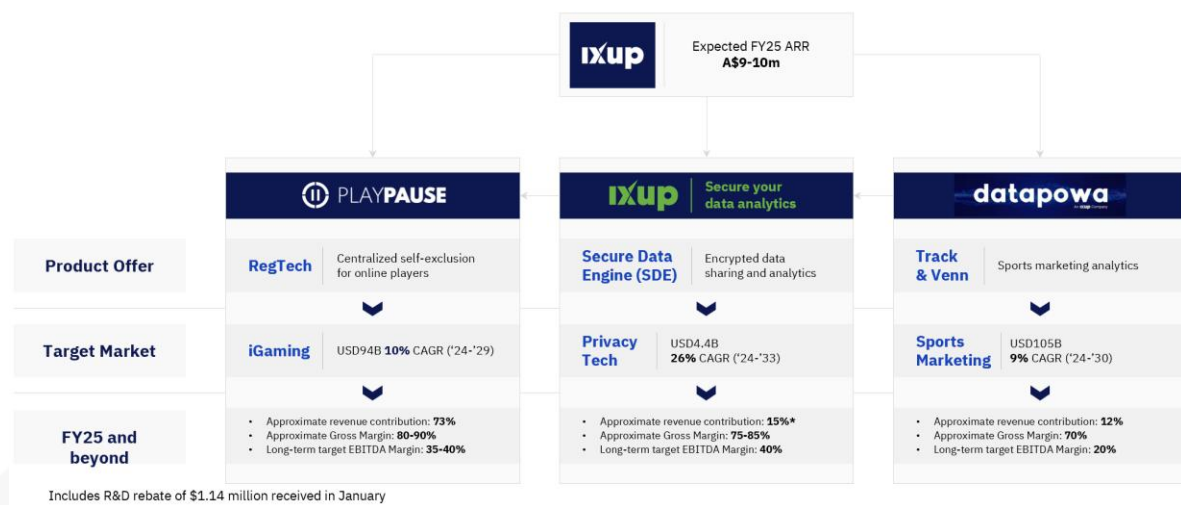 ıxup
Expected FY25 ARR
A$9-10m
PLAYPAUSE
ıxup
Secure your
data analytics
datapowa
Product Offer
RegTech
Centralized self-exclusion
for online players
Secure Data
Engine (SDE)
Encrypted data
sharing and analytics
Track
& Venn
Sports marketing analytics
Target Market
iGaming
USD94B 10% CAGR (‘24-’29)
Privacy
Tech
USD4.4B
26% CAGR (‘24-’33)
Sports
Marketing
USD105B
9% CAGR (‘24-’30)
FY25 and
beyond
• Approximate revenue contribution: 73%
• Approximate Gross Margin: 80-90%
• Long-term target EBITDA Margin: 35-40%
• Approximate revenue contribution: 15%*
• Approximate Gross Margin: 75-85%
• Long-term target EBITDA Margin: 40%
• Approximate revenue contribution: 12%
• Approximate Gross Margin: 70%
• Long-term target EBITDA Margin: 20%
Includes R&D rebate of $1.14 million received in January